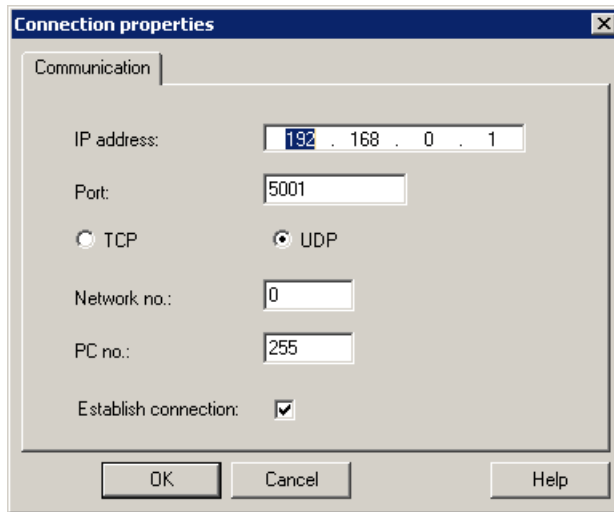 Connection properties
Communication
IP address: 192 . 168 . 0 . 1
Port: 5001
TCP UDP
Network no.: 0
PC no.: 255
Establish connection:
OK Cancel Help